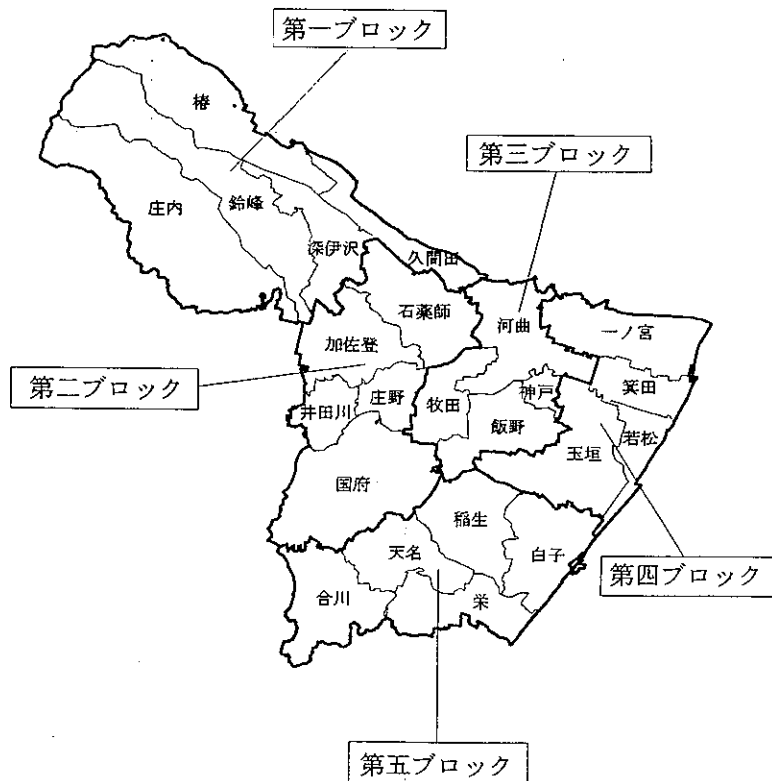 第一ブロック
椿
第三ブロック
庄内
鈴峰
深伊沢
久間田
石薬師
河曲
一ノ宮
加佐登
第二ブロック
庄野
牧田
神戸
箕田
井田川
飯野
若松
玉垣
国府
稲生
天名
白子
第四ブロック
合川
栄
第五ブロック